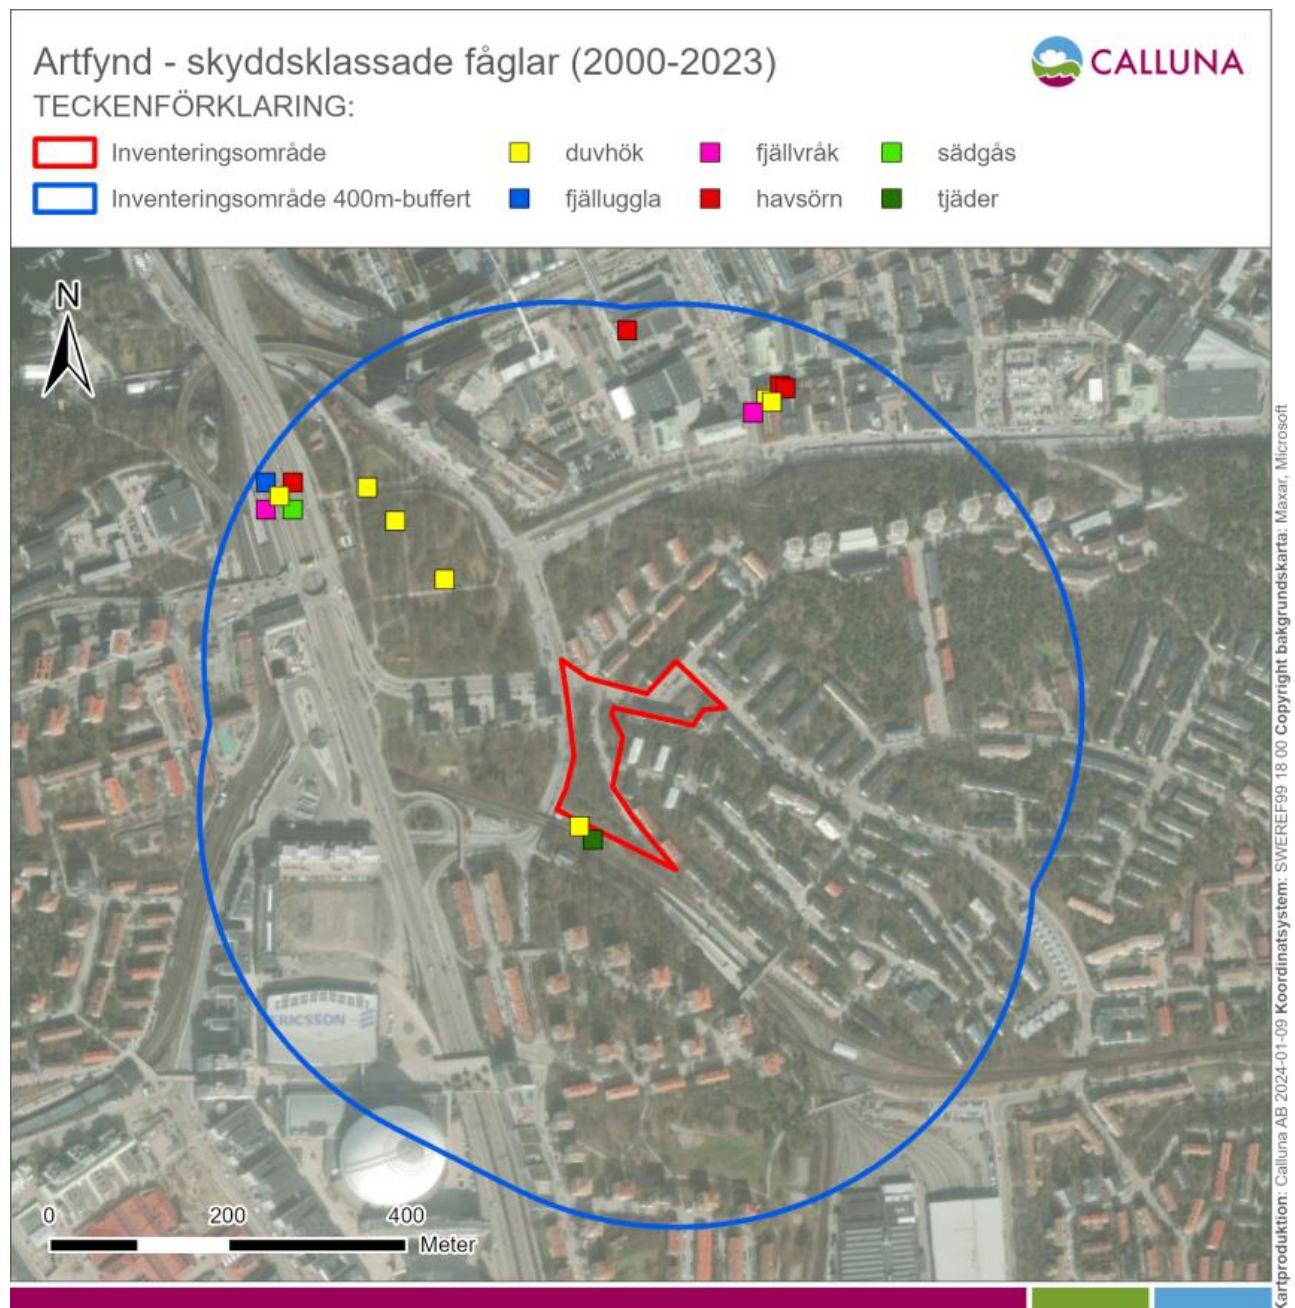 Artfynd - skyddsklassade fåglar (2000-2023)
CALLUNA
TECKENFÖRKLARING:
Inventeringsområde
duvhök
fjällvråk
sädgås
Inventeringsområde 400m-buffert
fjälluggla
havsörn
tjäder
N
ERICSSON
0 200 400
Meter
Kartproduktion: Calluna AB 2024-01-09 Koordinatsystem: SWEREF99 18 00 Copyright bakgrundskarta: Maxar, Microsoft